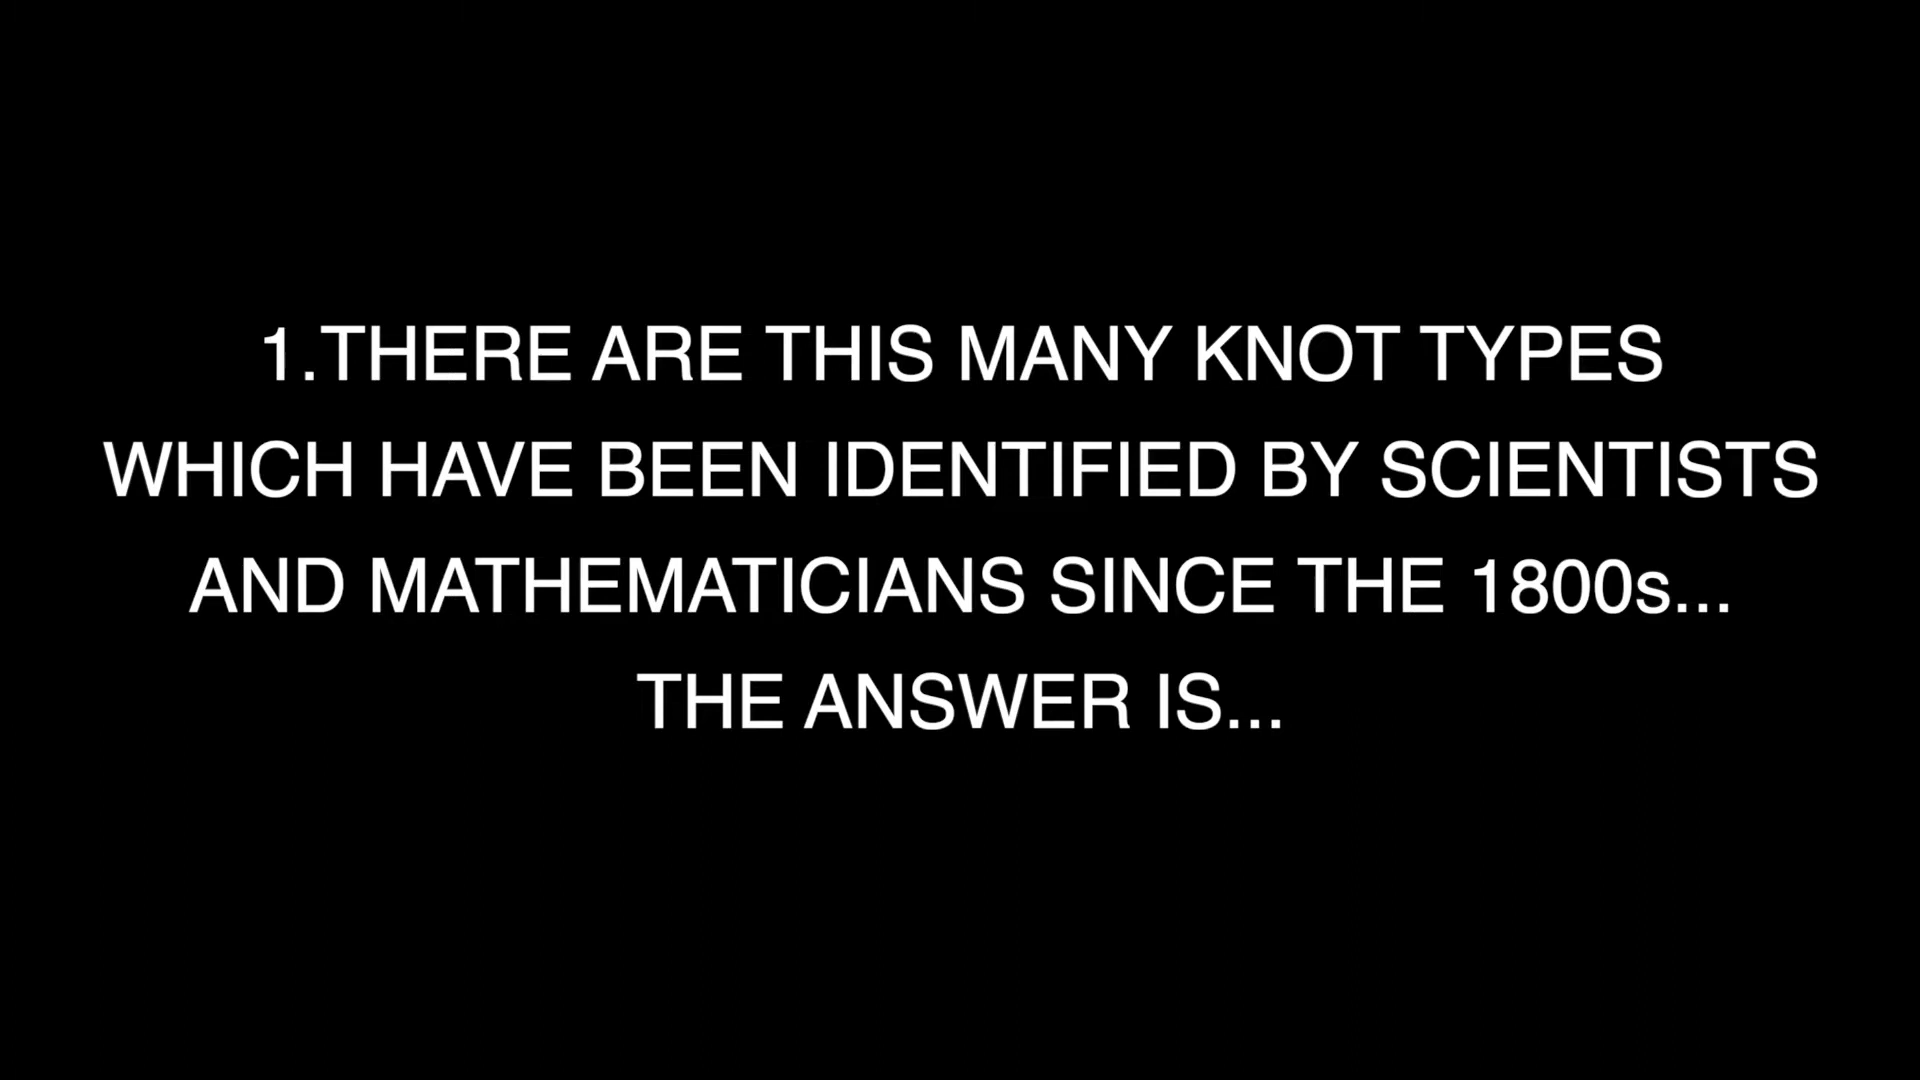 1.THERE ARE THIS MANY KNOT TYPES
WHICH HAVE BEEN IDENTIFIED BY SCIENTISTS
AND MATHEMATICIANS SINCE THE 1800s...
THE ANSWER IS...